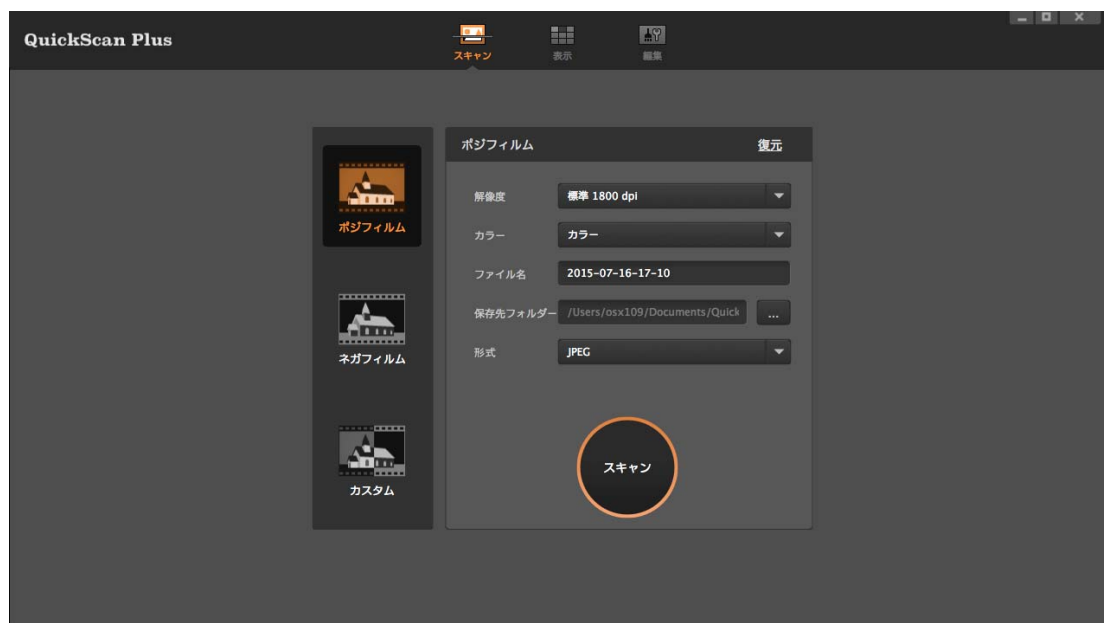 QuickScan Plus
スキャン
表示
編集
ポジフィルム
ネガフィルム
カスタム
ポジフィルム
復元
解像度
標準 1800 dpi
カラー
カラー
ファイル名
2015-07-16-17-10
保存先フォルダー
/Users/osx109/Documents/Quick
...
形式
JPEG
スキャン